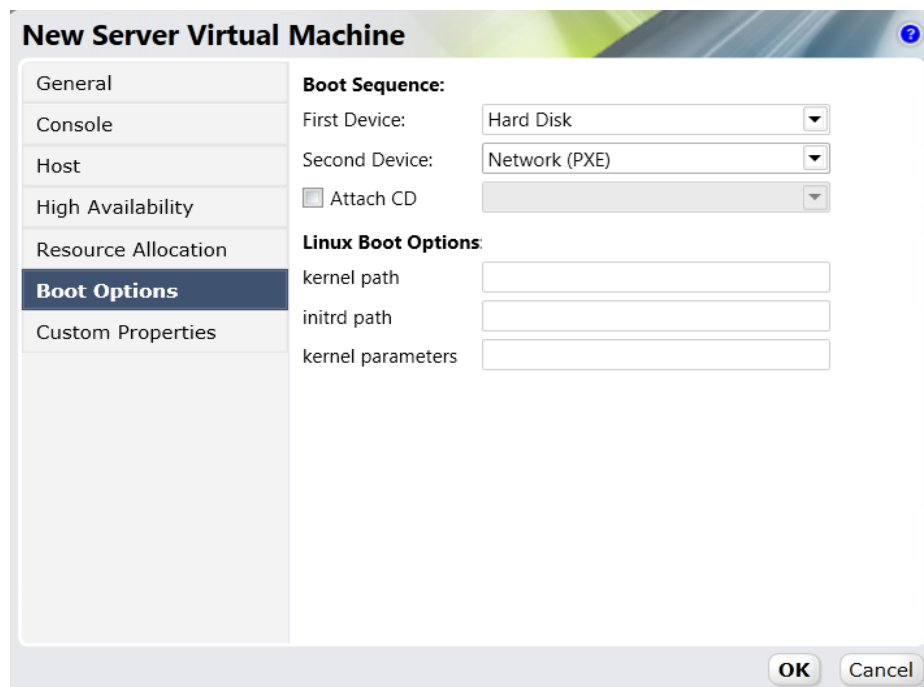 New Server Virtual Machine
?
General
Console
Host
High Availability
Resource Allocation
Boot Options
Custom Properties
Boot Sequence:
First Device: Hard Disk
Second Device: Network (PXE)
Attach CD
Linux Boot Options:
kernel path
initrd path
kernel parameters
OK Cancel